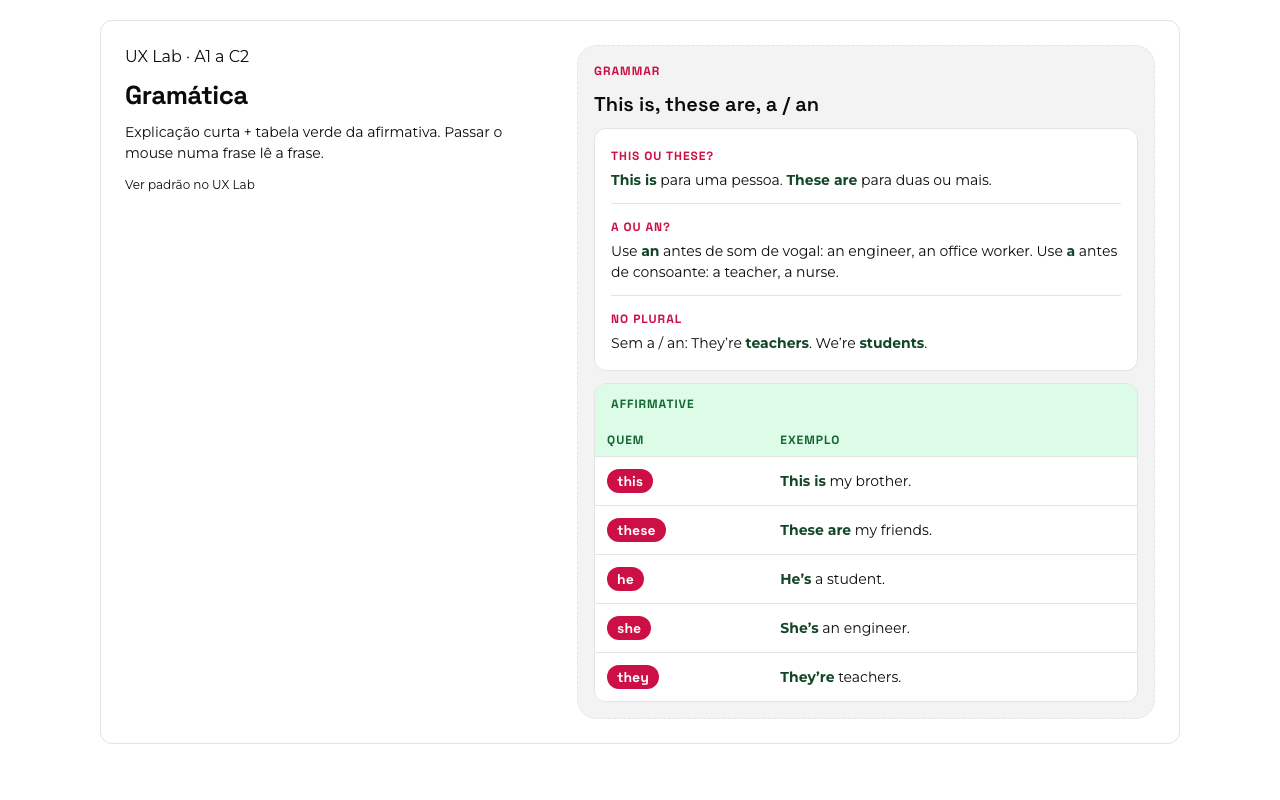 UX Lab · A1 a C2
Gramática
Explicação curta + tabela verde da afirmativa. Passar o
mouse numa frase lê a frase.
Ver padrão no UX Lab
GRAMMAR
This is, these are, a / an
THIS OU THESE?
This is para uma pessoa. These are para duas ou mais.
A OU AN?
Use an antes de som de vogal: an engineer, an office worker. Use a antes
de consoante: a teacher, a nurse.
NO PLURAL
Sem a / an: They’re teachers. We’re students.
AFFIRMATIVE
QUEM EXEMPLO
this This is my brother.
these These are my friends.
he He’s a student.
she She’s an engineer.
they They’re teachers.